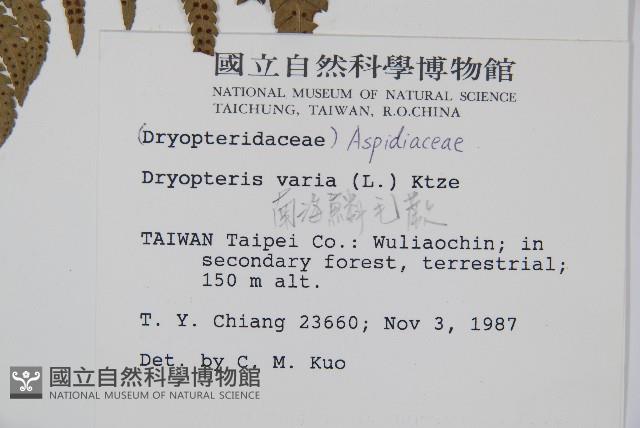 國立自然科學博物館
NATIONAL MUSEUM OF NATURAL SCIENCE
TAICHUNG, TAIWAN, R.O.CHINA
(Dryopteridaceae) Aspidiaceae
Dryopteris varia (L.) Ktze
南海鱗毛蕨
TAIWAN Taipei Co.: Wuliaochin; in
secondary forest, terrestrial;
150 m alt.
T. Y. Chiang 23660; Nov 3, 1987
Det. by C. M. Kuo
國立自然科學博物館
NATIONAL MUSEUM OF NATURAL SCIENCE